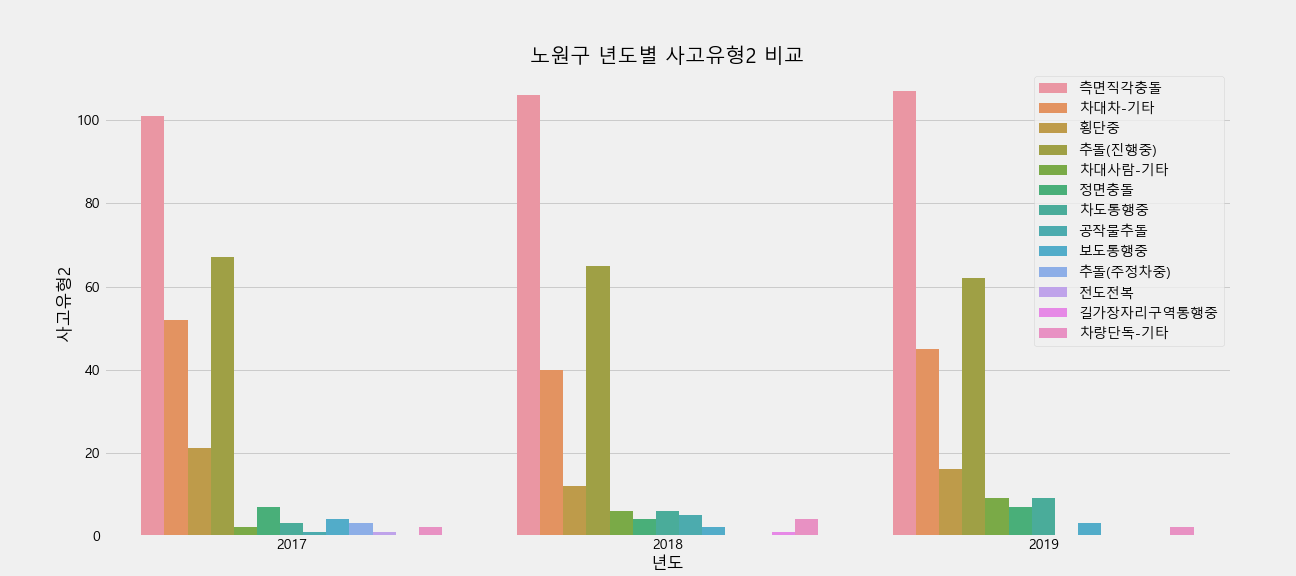 노원구 년도별 사고유형2 비교
측면직각충돌
차대차-기타
횡단중
추돌(진행중)
차대사람-기타
정면충돌
차도통행중
공작물추돌
보도통행중
추돌(주정차중)
전도전복
길가장자리구역통행중
차량단독-기타
사고유형2
100
80
60
40
20
0
2017
2018
2019
년도